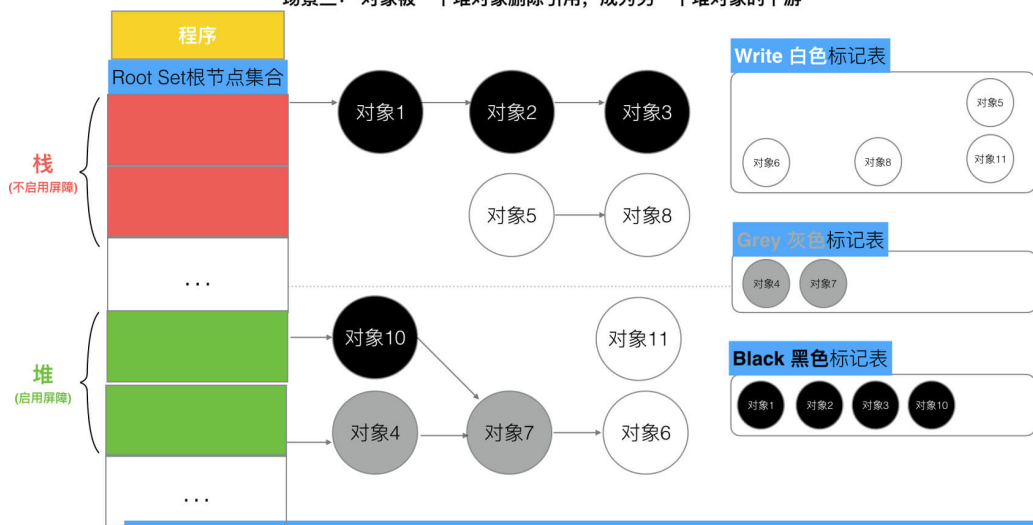 程序
Root Set根节点集合
栈
(不启用屏障)
...
堆
(启用屏障)
...
对象1
对象2
对象3
对象5
对象8
对象10
对象11
对象4
对象7
对象6
Write 白色标记表
对象5
对象6
对象8
对象11
Grey 灰色标记表
对象4
对象7
Black 黑色标记表
对象1
对象2
对象3
对象10